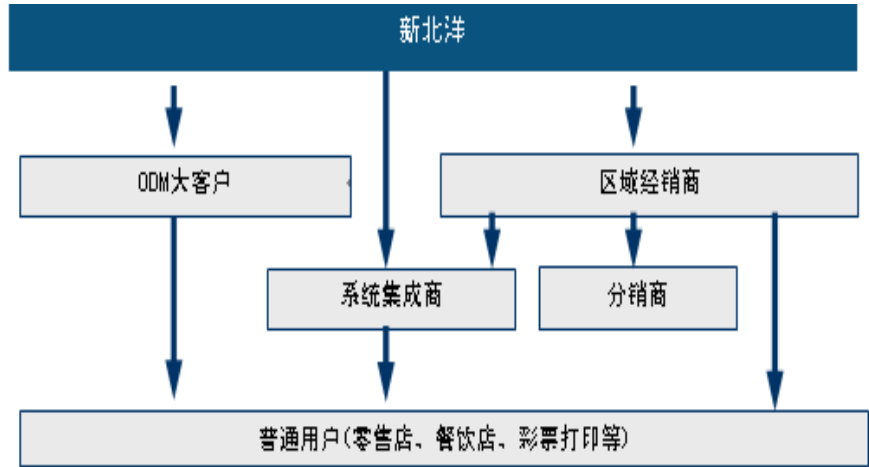 新北洋
ODM大客户
区域经销商
系统集成商
分销商
普通用户(零售店、餐饮店、彩票打印等)